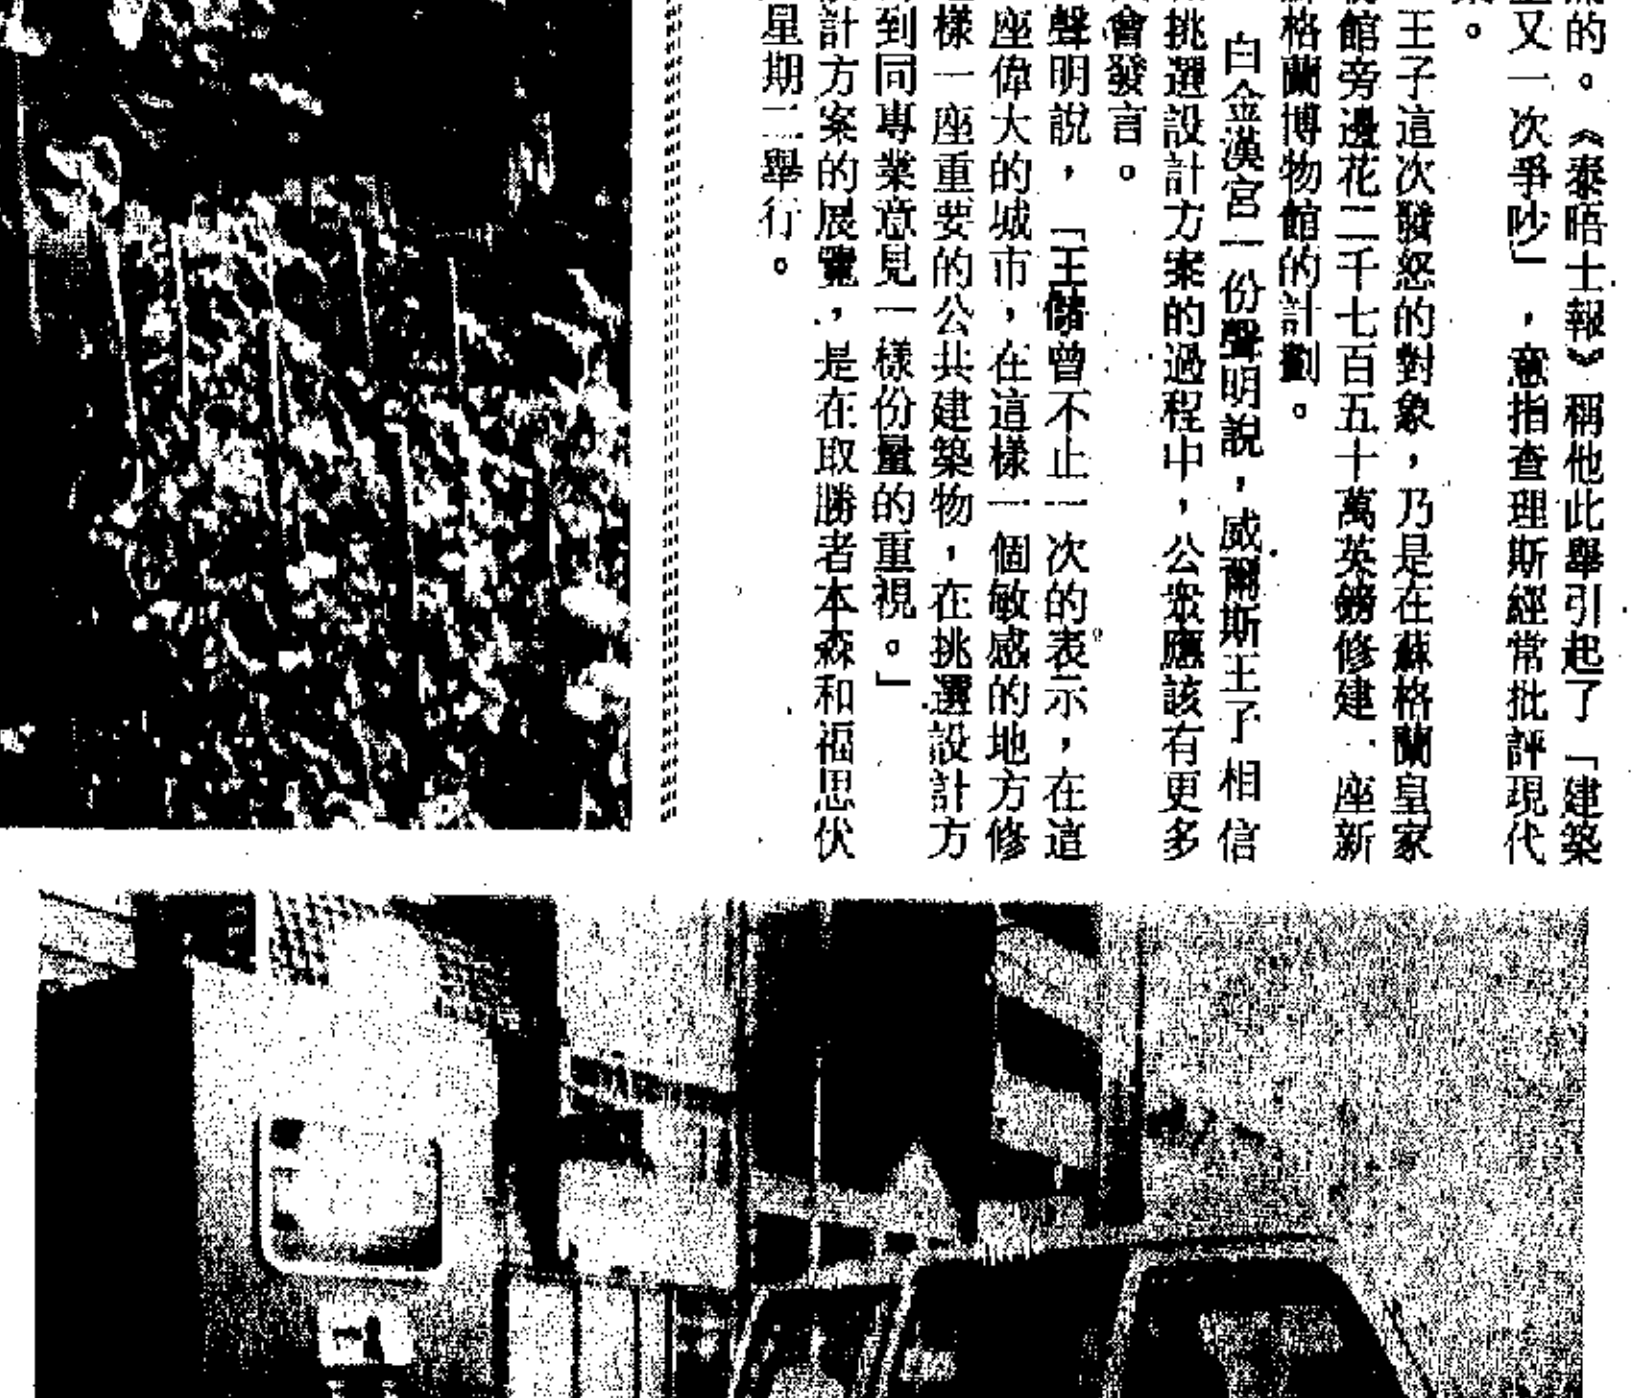 的。《泰晤士報》稱他此舉引起了「建築
又一次爭吵」，意指查理斯經常批評現代
。
王子這次發怒的對象，乃是在蘇格蘭皇家
館旁邊花二千七百五十萬英鎊修建一座新
格蘭博物館的計劃。
白金漢宮一份聲明說，威爾斯王子相信
挑選設計方案的過程中，公眾應該有更多
會發言。
聲明說，「王儲曾不止一次的表示，在這
座偉大的城市，在這樣一個敏感的地方修
樣一座重要的公共建築物，在挑選設計方
到同專業意見一樣份量的重視。」
計方案的展覽，是在取勝者本森和福思伏
星期二舉行。